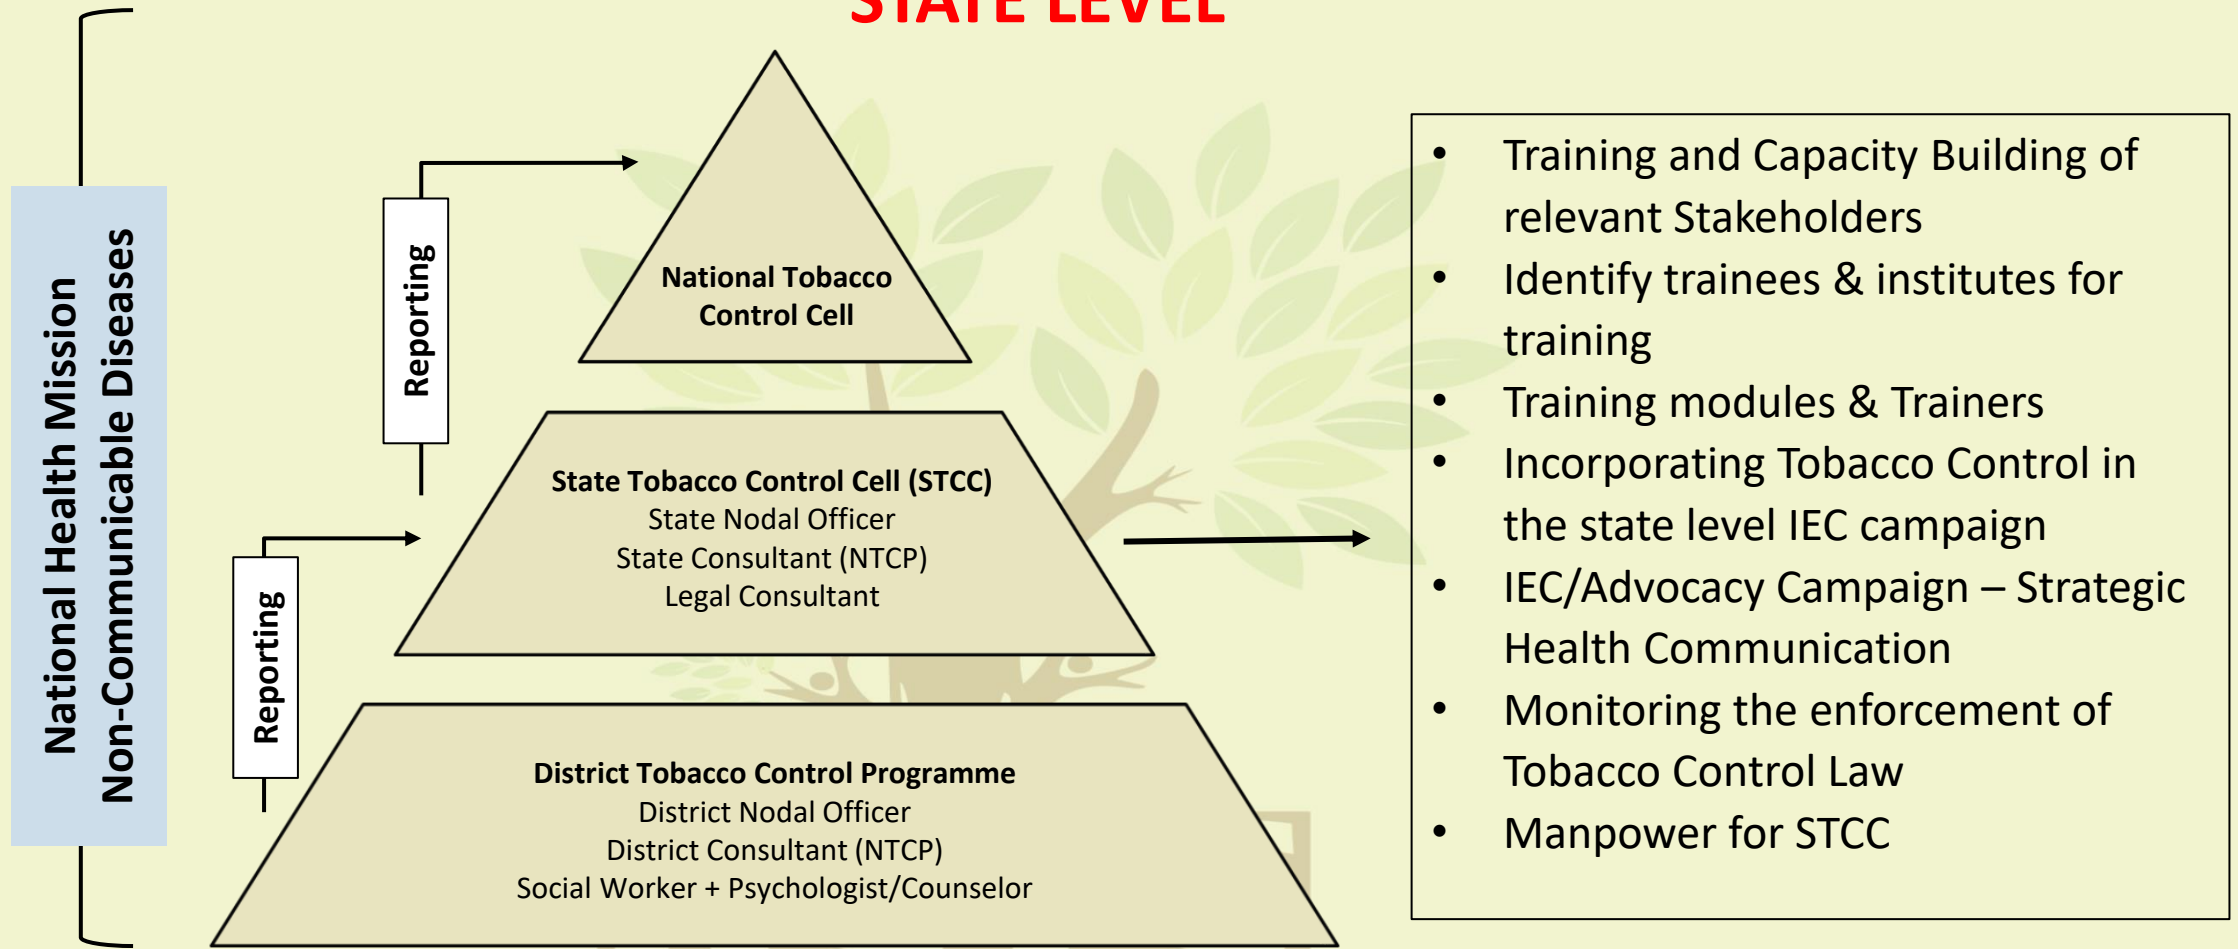 STATE LEVEL
National Health Mission
Non-Communicable Diseases
Reporting
Reporting
National Tobacco
Control Cell
State Tobacco Control Cell (STCC)
State Nodal Officer
State Consultant (NTCP)
Legal Consultant
District Tobacco Control Programme
District Nodal Officer
District Consultant (NTCP)
Social Worker + Psychologist/Counselor
• Training and Capacity Building of
relevant Stakeholders
• Identify trainees & institutes for
training
• Training modules & Trainers
• Incorporating Tobacco Control in
the state level IEC campaign
• IEC/Advocacy Campaign – Strategic
Health Communication
• Monitoring the enforcement of
Tobacco Control Law
• Manpower for STCC